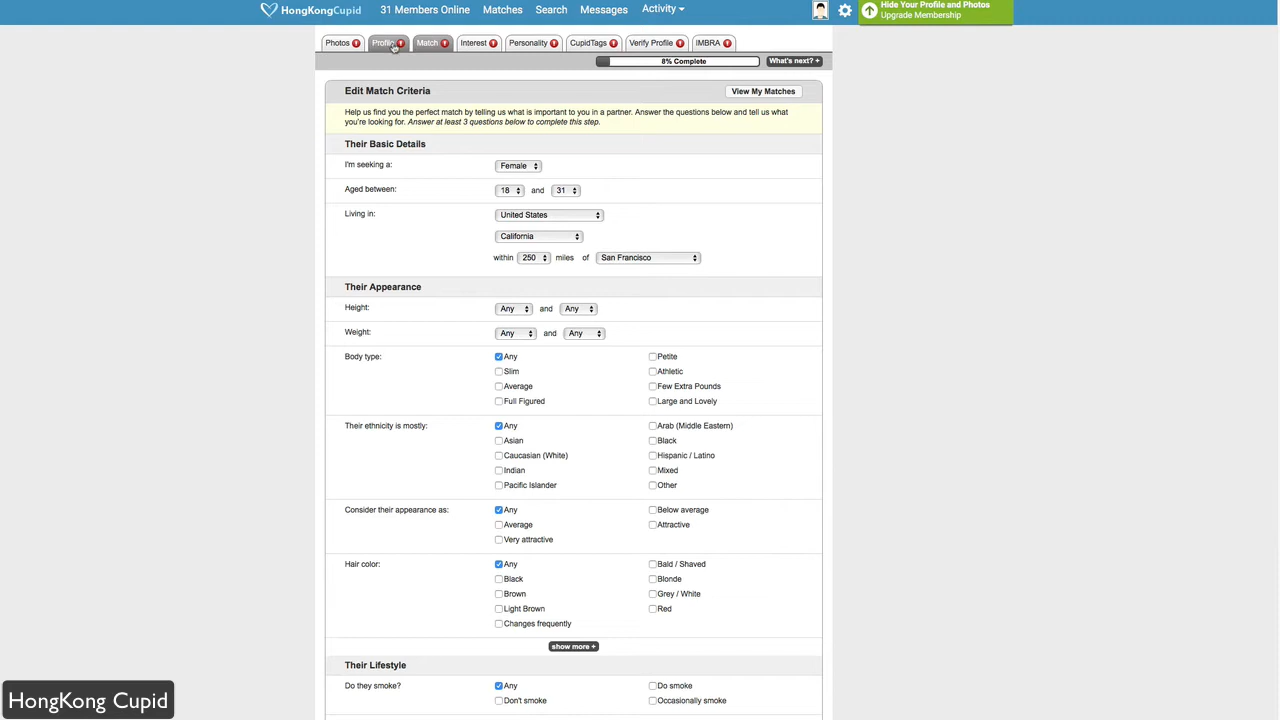 HongKongCupid 31 Members Online Matches Search Messages Activity
Hide Your Profile and Photos
Upgrade Membership
Photos Profile Match Interest Personality CupidTags Verify Profile IMBRA
8% Complete What's next? +
Edit Match Criteria View My Matches
Help us find you the perfect match by telling us what is important to you in a partner. Answer the questions below and tell us what
you're looking for. Answer at least 3 questions below to complete this step.
Their Basic Details
I'm seeking a: Female
Aged between: 18 and 31
Living in: United States
California
within 250 miles of San Francisco
Their Appearance
Height: Any and Any
Weight: Any and Any
Body type: Any Petite
Slim Athletic
Average Few Extra Pounds
Full Figured Large and Lovely
Their ethnicity is mostly: Any Arab (Middle Eastern)
Asian Black
Caucasian (White) Hispanic / Latino
Indian Mixed
Pacific Islander Other
Consider their appearance as: Any Below average
Average Attractive
Very attractive
Hair color: Any Bald / Shaved
Black Blonde
Brown Grey / White
Light Brown Red
Changes frequently
show more +
Their Lifestyle
Do they smoke? Any Do smoke
Don't smoke Occasionally smoke
HongKong Cupid